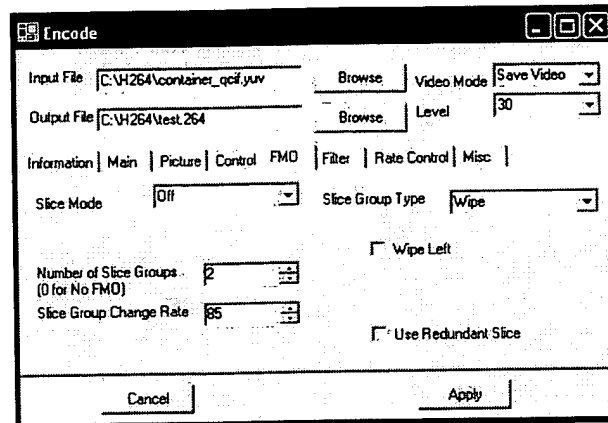 Encode
Input File C:\H264\container_qcif.yuv Browse Video Mode Save Video
Output File C:\H264\test.264 Browse Level 30
Information Main Picture Control FMO Filter Rate Control Misc
Slice Mode Off Slice Group Type Wipe
Wipe Left
Number of Slice Groups 2
(0 for No FMO)
Slice Group Change Rate 85
Use Redundant Slice
Cancel Apply